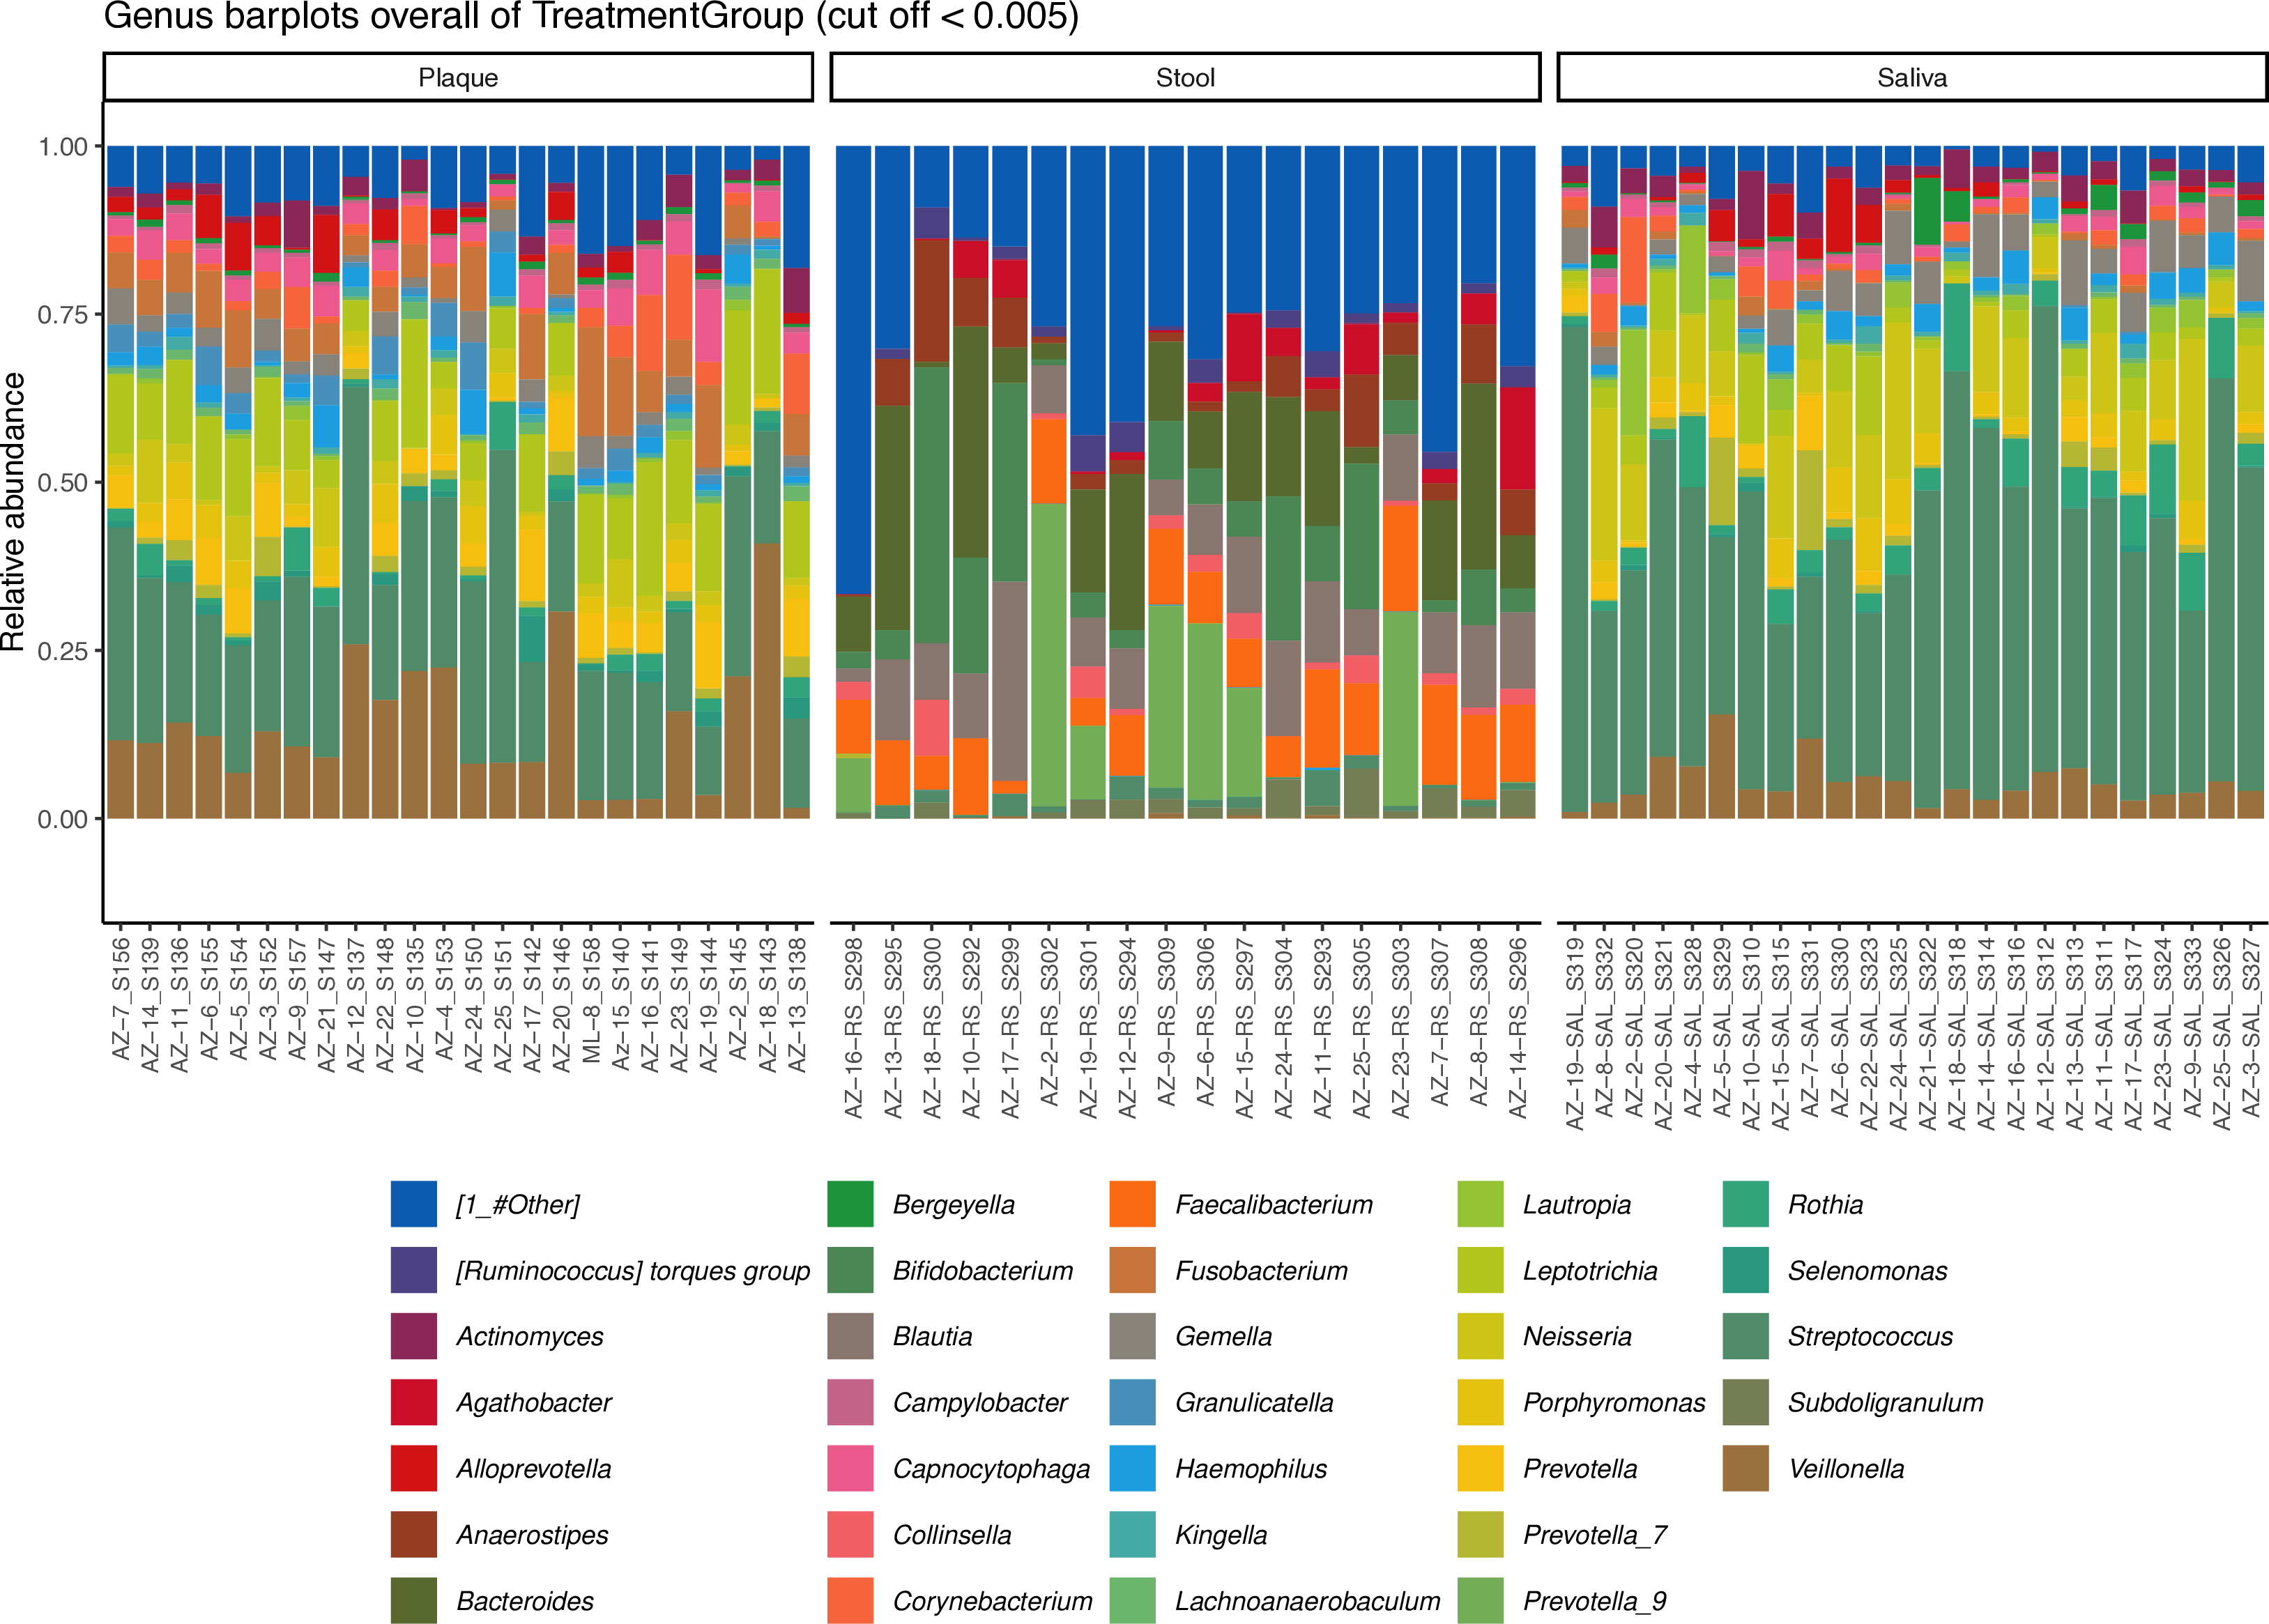 Genus barplots overall of TreatmentGroup (cut off < 0.005)
Plaque
Stool
Saliva
Relative abundance
1.00
0.75
0.50
0.25
0.00
AZ−7_S156
AZ−14_S139
AZ−11_S136
AZ−6_S155
AZ−5_S154
AZ−3_S152
AZ−9_S157
AZ−21_S147
AZ−12_S137
AZ−22_S148
AZ−10_S135
AZ−4_S153
AZ−24_S150
AZ−25_S151
AZ−17_S142
AZ−20_S146
ML−8_S158
Az−15_S140
AZ−16_S141
AZ−23_S149
AZ−19_S144
AZ−2_S145
AZ−18_S143
AZ−13_S138
AZ−16−RS_S298
AZ−13−RS_S295
AZ−18−RS_S300
AZ−10−RS_S292
AZ−17−RS_S299
AZ−2−RS_S302
AZ−19−RS_S301
AZ−12−RS_S294
AZ−9−RS_S309
AZ−6−RS_S306
AZ−15−RS_S297
AZ−24−RS_S304
AZ−11−RS_S293
AZ−25−RS_S305
AZ−23−RS_S303
AZ−7−RS_S307
AZ−8−RS_S308
AZ−14−RS_S296
AZ−19−SAL_S319
AZ−8−SAL_S332
AZ−2−SAL_S320
AZ−20−SAL_S321
AZ−4−SAL_S328
AZ−5−SAL_S329
AZ−10−SAL_S310
AZ−15−SAL_S315
AZ−7−SAL_S331
AZ−6−SAL_S330
AZ−22−SAL_S323
AZ−24−SAL_S325
AZ−21−SAL_S322
AZ−18−SAL_S318
AZ−14−SAL_S314
AZ−16−SAL_S316
AZ−12−SAL_S312
AZ−13−SAL_S313
AZ−11−SAL_S311
AZ−17−SAL_S317
AZ−23−SAL_S324
AZ−9−SAL_S333
AZ−25−SAL_S326
AZ−3−SAL_S327
[1_#Other]
[Ruminococcus] torques group
Actinomyces
Agathobacter
Alloprevotella
Anaerostipes
Bacteroides
Bergeyella
Bifidobacterium
Blautia
Campylobacter
Capnocytophaga
Collinsella
Corynebacterium
Faecalibacterium
Fusobacterium
Gemella
Granulicatella
Haemophilus
Kingella
Lachnoanaerobaculum
Lautropia
Leptotrichia
Neisseria
Porphyromonas
Prevotella
Prevotella_7
Prevotella_9
Rothia
Selenomonas
Streptococcus
Subdoligranulum
Veillonella